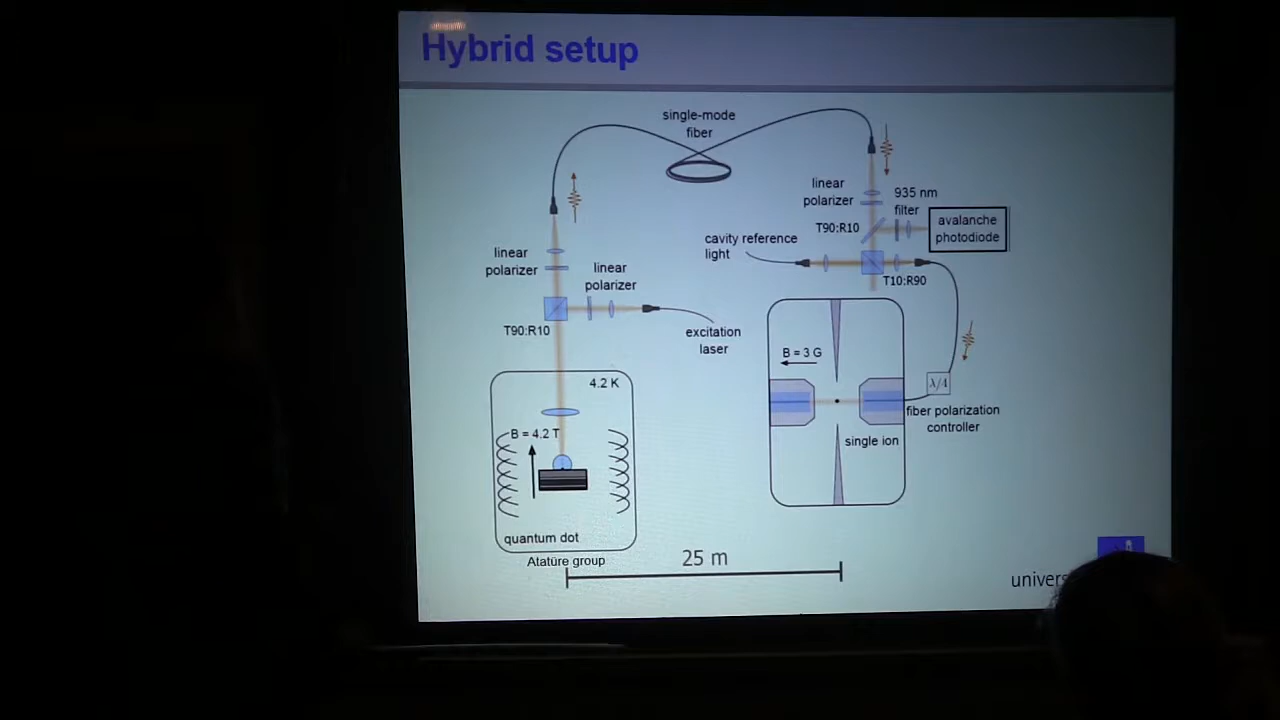 Hybrid setup
single-mode
fiber
linear
polarizer
935 nm
filter
avalanche
photodiode
T90:R10
cavity reference
light
T10:R90
linear
polarizer
linear
polarizer
T90:R10
excitation
laser
4.2 K
B = 4.2 T
quantum dot
Atatüre group
B = 3 G
λ/4
fiber polarization
controller
single ion
25 m